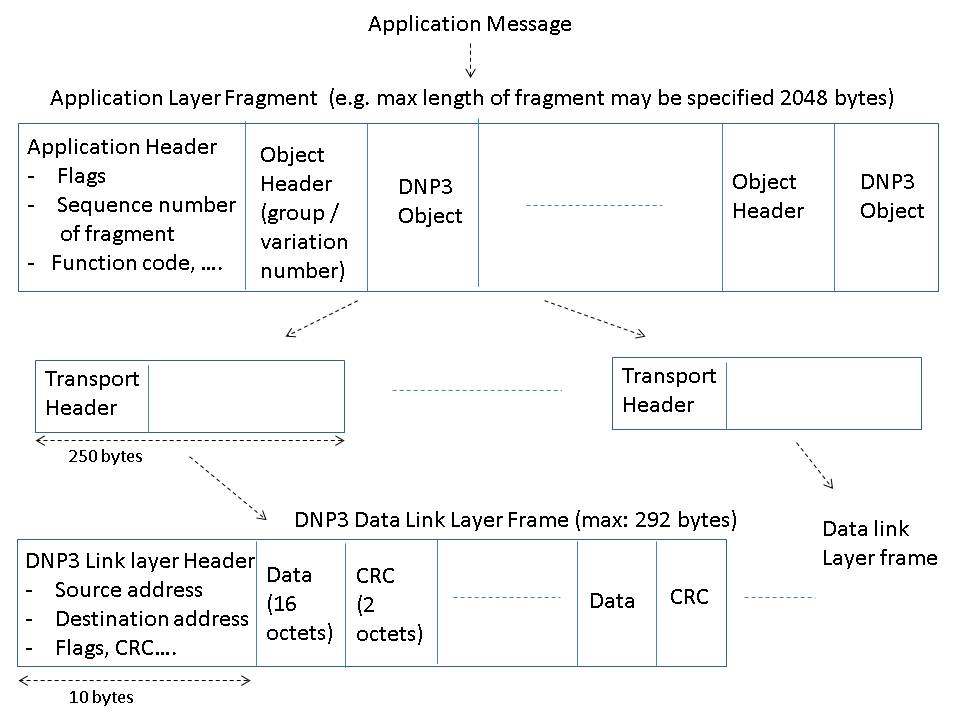 Application Message
Application Layer Fragment (e.g. max length of fragment may be specified 2048 bytes)
Application Header
- Flags
- Sequence number
of fragment
- Function code, ....
Object
Header
(group /
variation
number)
DNP3
Object
Object
Header
DNP3
Object
Transport
Header
250 bytes
Transport
Header
DNP3 Data Link Layer Frame (max: 292 bytes)
Data link
Layer frame
DNP3 Link layer Header
- Source address
- Destination address
- Flags, CRC....
Data
(16
octets)
CRC
(2
octets)
Data
CRC
10 bytes